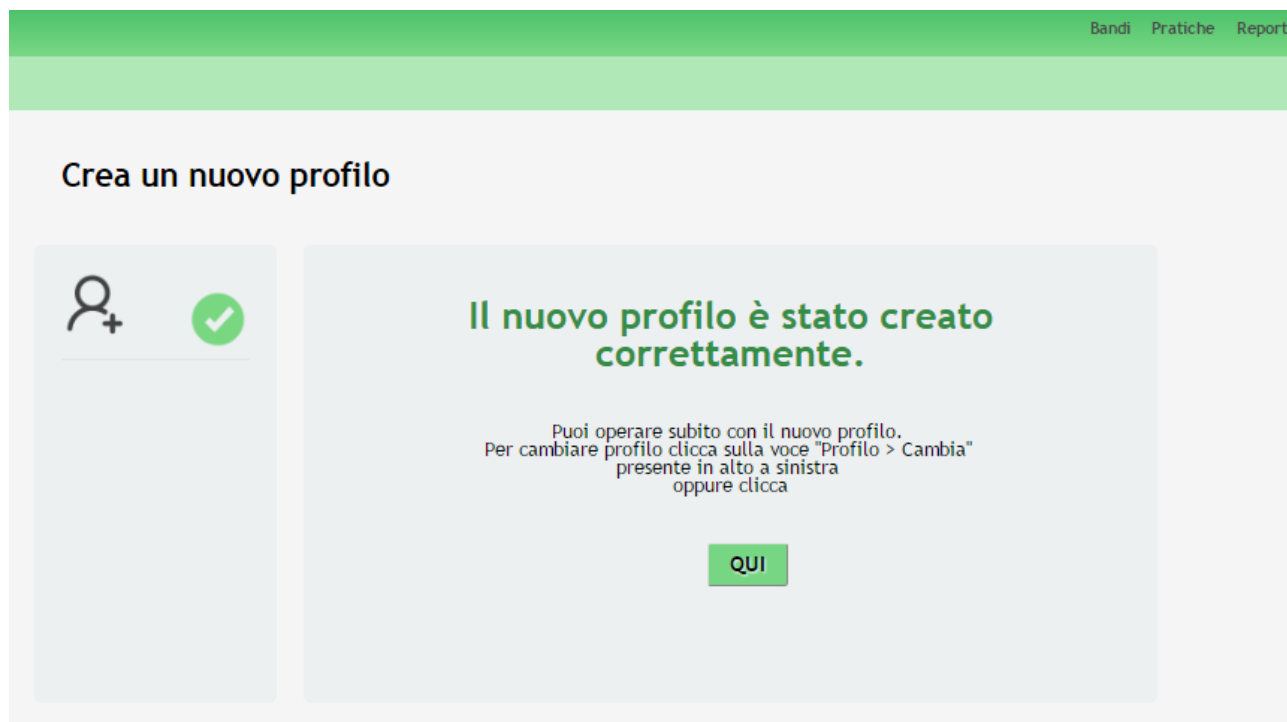 Bandi Pratiche Report
Crea un nuovo profilo
Il nuovo profilo è stato creato
correttamente.
Puoi operare subito con il nuovo profilo.
Per cambiare profilo clicca sulla voce "Profilo > Cambia"
presente in alto a sinistra
oppure clicca
QUI